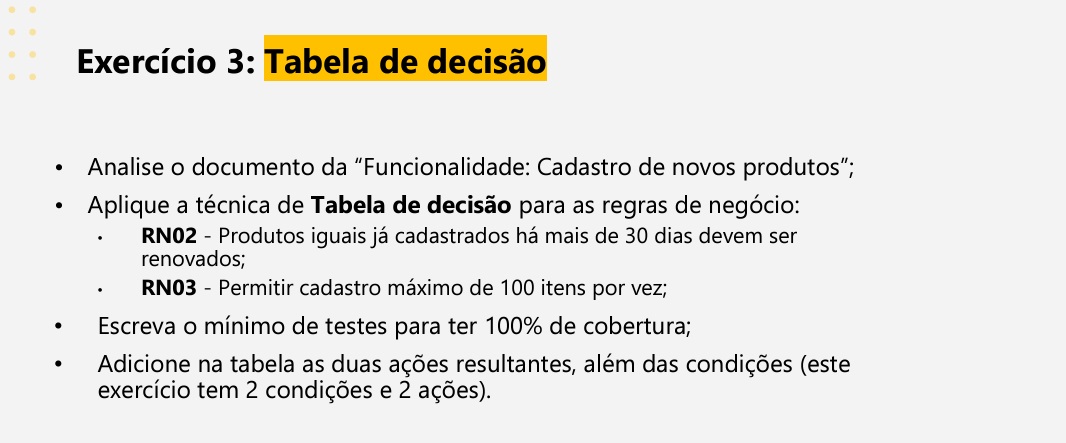 Exercício 3: Tabela de decisão
• Analise o documento da “Funcionalidade: Cadastro de novos produtos”;
• Aplique a técnica de Tabela de decisão para as regras de negócio:
• RN02 - Produtos iguais já cadastrados há mais de 30 dias devem ser
renovados;
• RN03 - Permitir cadastro máximo de 100 itens por vez;
• Escreva o mínimo de testes para ter 100% de cobertura;
• Adicione na tabela as duas ações resultantes, além das condições (este
exercício tem 2 condições e 2 ações).